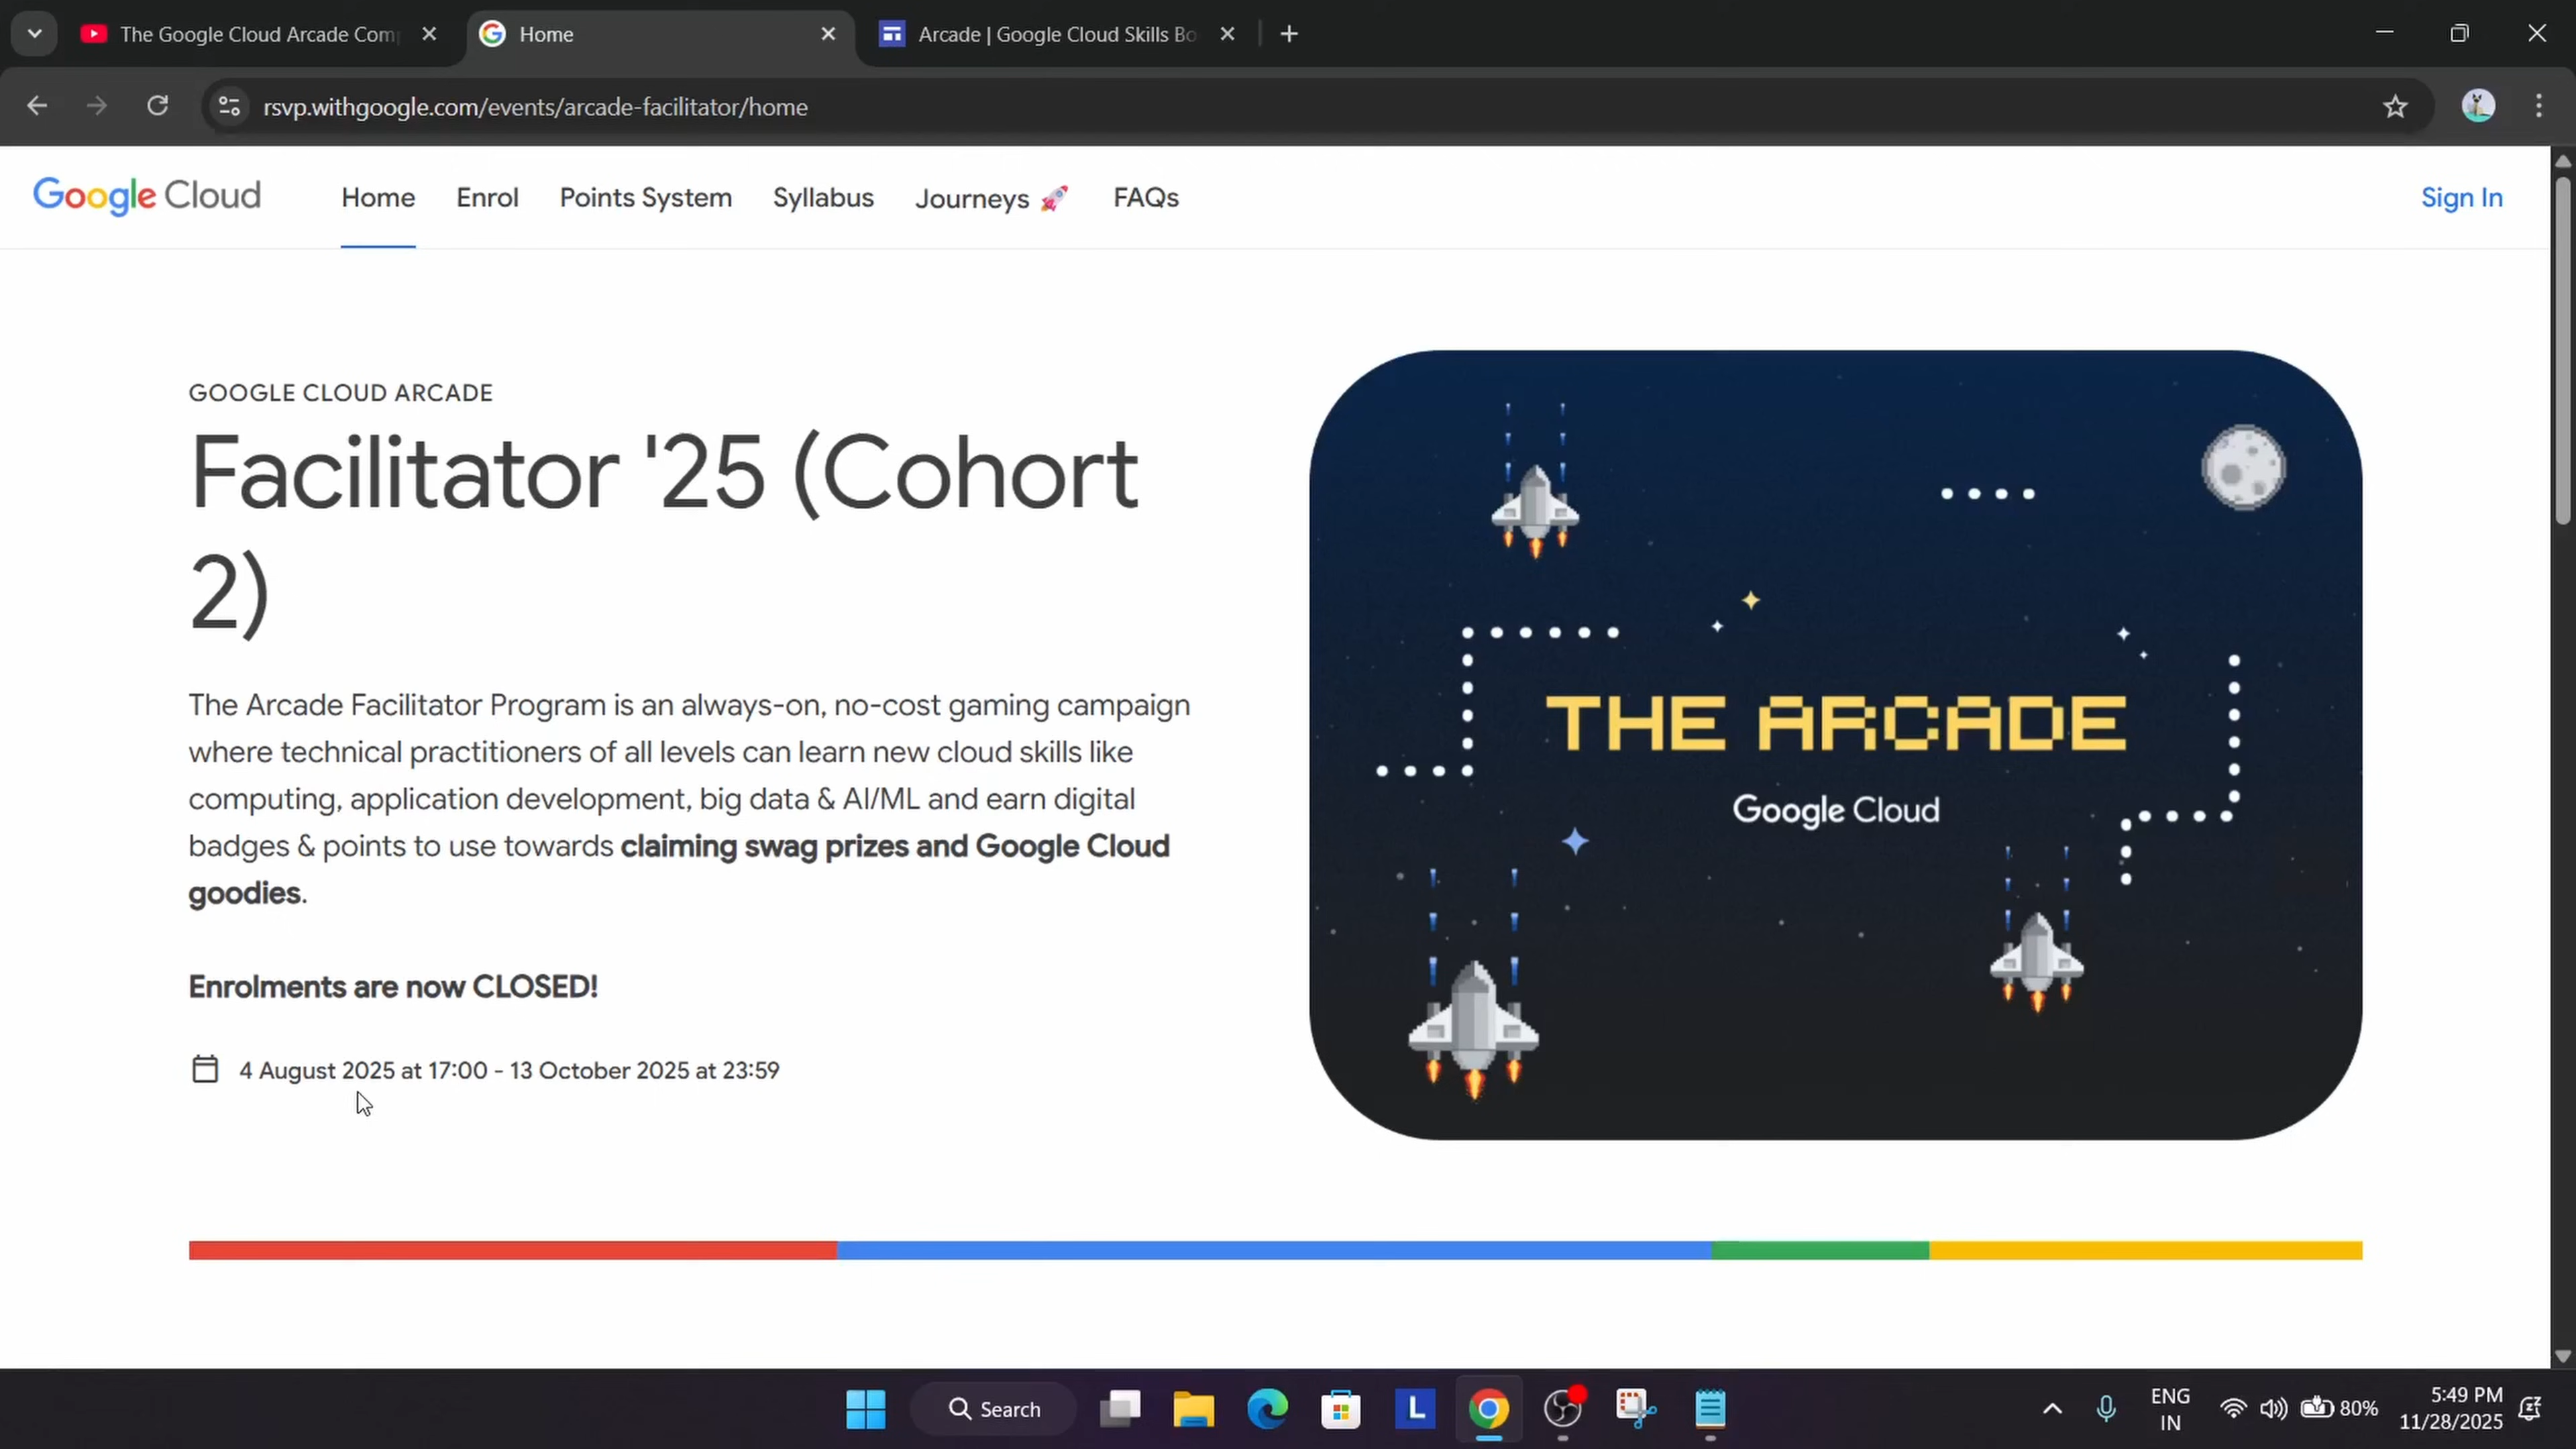 The Google Cloud Arcade Com
Home
Arcade | Google Cloud Skills Bo
rsvp.withgoogle.com/events/arcade-facilitator/home
Google Cloud
Home
Enrol
Points System
Syllabus
Journeys 🚀
FAQs
Sign In
GOOGLE CLOUD ARCADE
Facilitator '25 (Cohort
2)
The Arcade Facilitator Program is an always-on, no-cost gaming campaign
where technical practitioners of all levels can learn new cloud skills like
computing, application development, big data & AI/ML and earn digital
badges & points to use towards claiming swag prizes and Google Cloud
goodies.
Enrolments are now CLOSED!
4 August 2025 at 17:00 - 13 October 2025 at 23:59
THE ARCADE
Google Cloud
Search
L
ENG
IN
80%
5:49 PM
11/28/2025